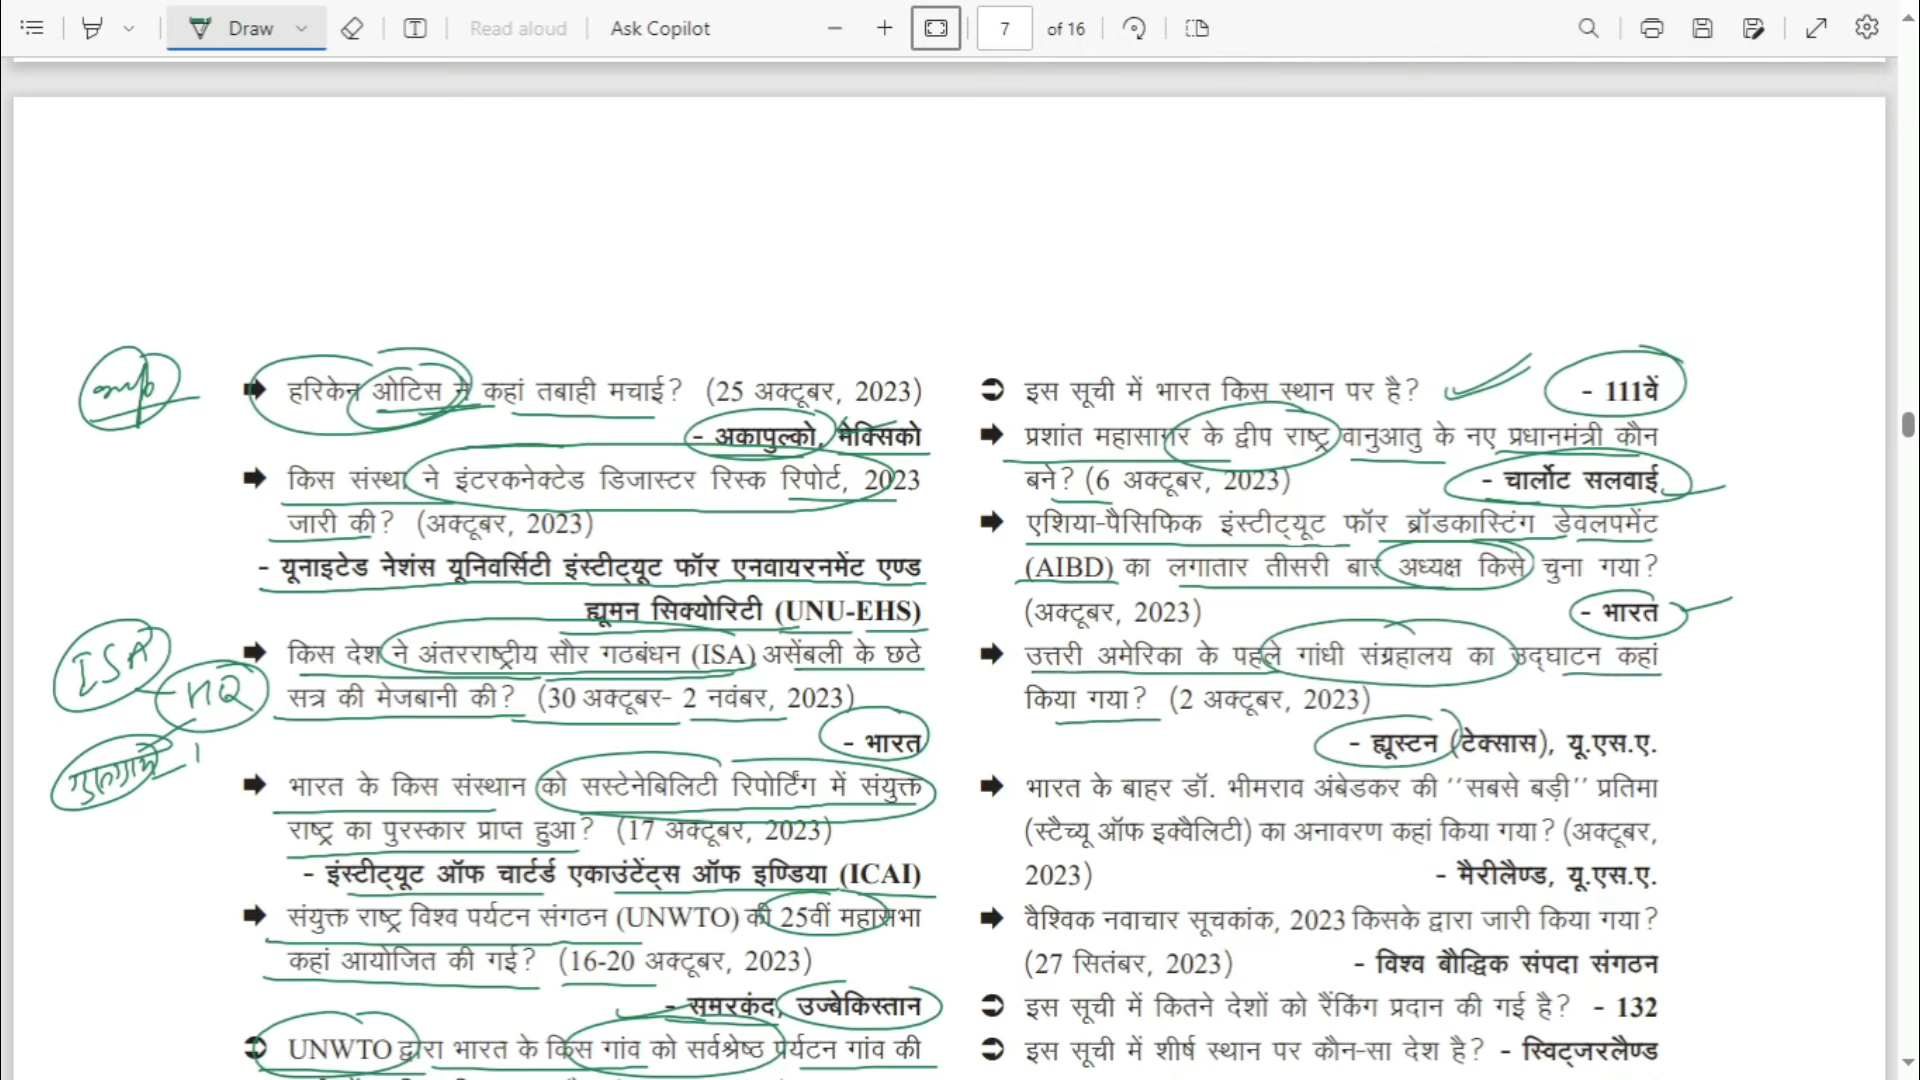 Draw
Read aloud
Ask Copilot
7
of 16
imp
हरिकेन ओटिस ने कहां तबाही मचाई? (25 अक्टूबर, 2023)
- अकापुल्को, मेक्सिको
किस संस्था ने इंटरकनेक्टेड डिजास्टर रिस्क रिपोर्ट, 2023
जारी की? (अक्टूबर, 2023)
- यूनाइटेड नेशंस यूनिवर्सिटी इंस्टीट्यूट फॉर एनवायरनमेंट एण्ड
ह्यूमन सिक्योरिटी (UNU-EHS)
ISA
HQ
गुरुग्राम
किस देश ने अंतरराष्ट्रीय सौर गठबंधन (ISA) असेंबली के छठे
सत्र की मेजबानी की? (30 अक्टूबर- 2 नवंबर, 2023)
- भारत
भारत के किस संस्थान को सस्टेनेबिलिटी रिपोर्टिंग में संयुक्त
राष्ट्र का पुरस्कार प्राप्त हुआ? (17 अक्टूबर, 2023)
- इंस्टीट्यूट ऑफ चार्टर्ड एकाउंटेंट्स ऑफ इण्डिया (ICAI)
संयुक्त राष्ट्र विश्व पर्यटन संगठन (UNWTO) की 25वीं महासभा
कहां आयोजित की गई? (16-20 अक्टूबर, 2023)
- समरकंद, उज्बेकिस्तान
UNWTO द्वारा भारत के किस गांव को सर्वश्रेष्ठ पर्यटन गांव की
इस सूची में भारत किस स्थान पर है? - 111वें
प्रशांत महासागर के द्वीप राष्ट्र वानुआतु के नए प्रधानमंत्री कौन
बने? (6 अक्टूबर, 2023) - चार्लोट सलवाई
एशिया-पैसिफिक इंस्टीट्यूट फॉर ब्रॉडकास्टिंग डेवलपमेंट
(AIBD) का लगातार तीसरी बार अध्यक्ष किसे चुना गया?
(अक्टूबर, 2023) - भारत
उत्तरी अमेरिका के पहले गांधी संग्रहालय का उद्घाटन कहां
किया गया? (2 अक्टूबर, 2023)
- ह्यूस्टन (टेक्सास), यू.एस.ए.
भारत के बाहर डॉ. भीमराव अंबेडकर की ‘‘सबसे बड़ी’’ प्रतिमा
(स्टैच्यू ऑफ इक्वैलिटी) का अनावरण कहां किया गया? (अक्टूबर,
2023) - मैरीलैण्ड, यू.एस.ए.
वैश्विक नवाचार सूचकांक, 2023 किसके द्वारा जारी किया गया?
(27 सितंबर, 2023) - विश्व बौद्धिक संपदा संगठन
इस सूची में कितने देशों को रैंकिंग प्रदान की गई है? - 132
इस सूची में शीर्ष स्थान पर कौन-सा देश है? - स्विट्जरलैण्ड